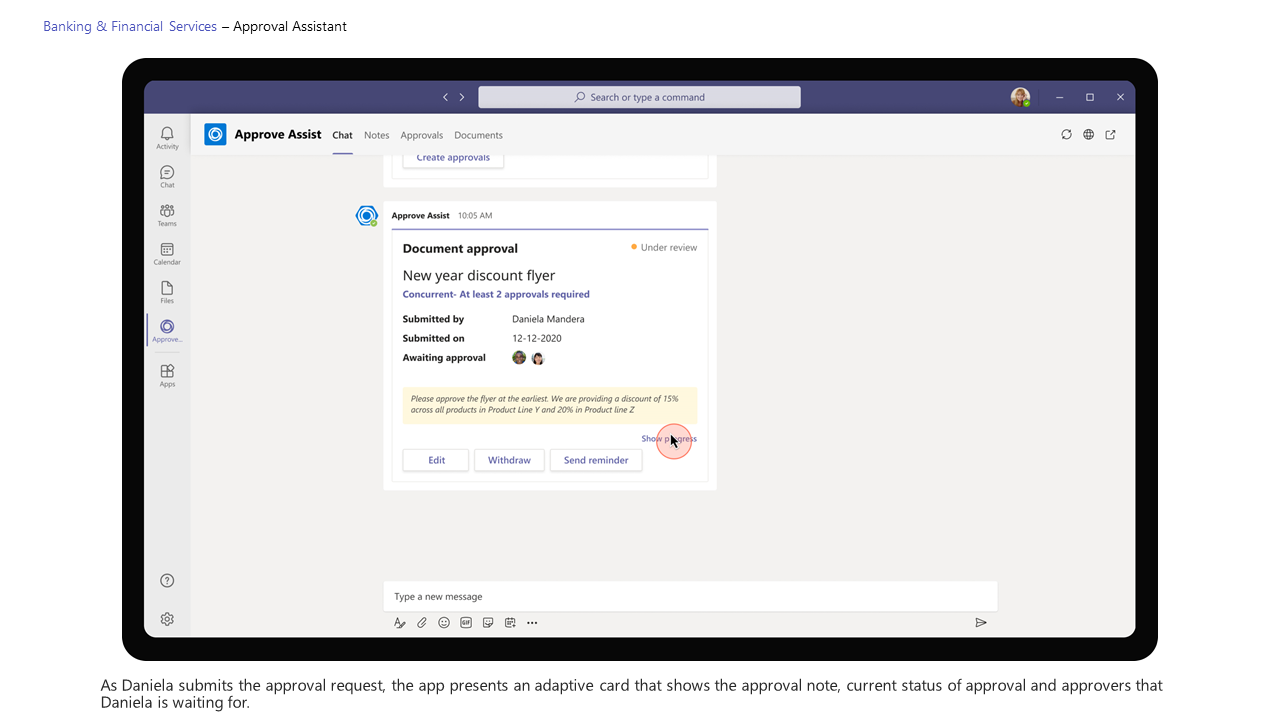 Banking & Financial Services – Approval Assistant
Search or type a command
Approve Assist Chat Notes Approvals Documents
Activity
Chat
Teams
Calendar
Files
Approve...
Apps
Create approvals
Approve Assist 10:05 AM
Document approval Under review
New year discount flyer
Concurrent- At least 2 approvals required
Submitted by Daniela Mandera
Submitted on 12-12-2020
Awaiting approval
Please approve the flyer at the earliest. We are providing a discount of 15%
across all products in Product Line Y and 20% in Product line Z
Show progress
Edit Withdraw Send reminder
Type a new message
GIF
As Daniela submits the approval request, the app presents an adaptive card that shows the approval note, current status of approval and approvers that
Daniela is waiting for.